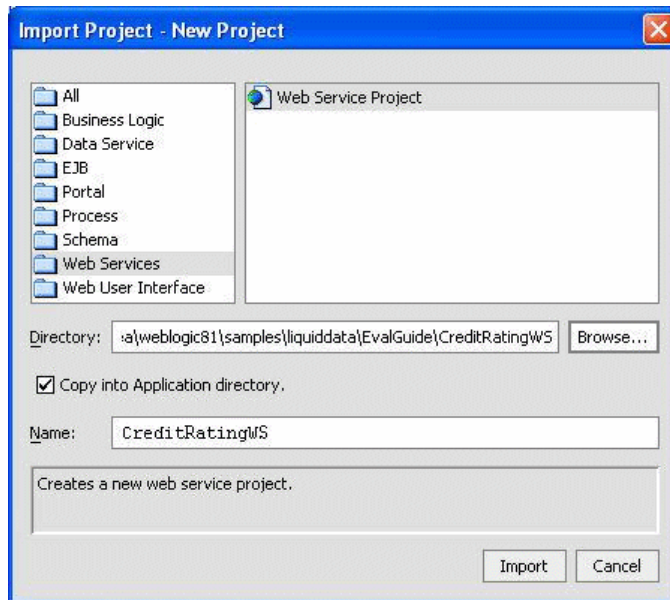 Import Project - New Project
All
Business Logic
Data Service
EJB
Portal
Process
Schema
Web Services
Web User Interface
Web Service Project
Directory: a\weblogic81\samples\liquiddata\EvalGuide\CreditRatingWS Browse...
Copy into Application directory.
Name: CreditRatingWS
Creates a new web service project.
Import Cancel